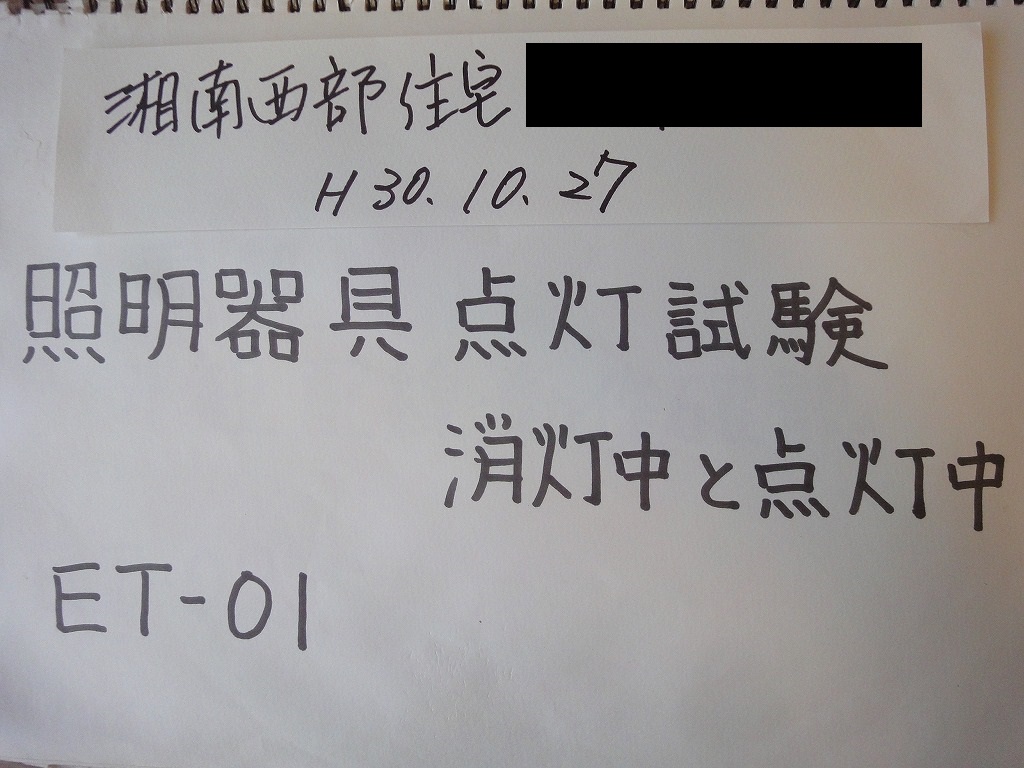 湘南西部住宅
H30.10.27
照明器具点灯試験
消灯中と点灯中
ET-01